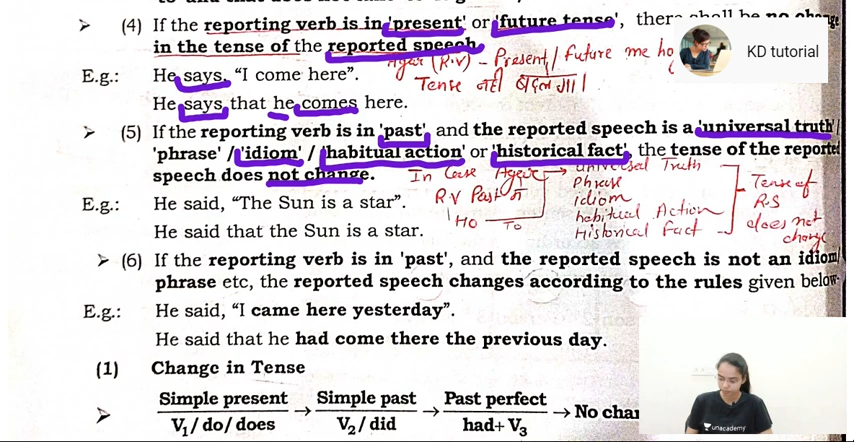 (4) If the reporting verb is in 'present' or 'future tense', there shall be no change
in the tense of the reported speech.
Agar (R.V) - Present / future me ho
Tense नही बदलेगा।
KD tutorial
E.g.: He says, “I come here”.
He says that he comes here.
(5) If the reporting verb is in 'past', and the reported speech is a 'universal truth'/
'phrase' / 'idiom' / 'habitual action' or 'historical fact', the tense of the reported
speech does not change.
In Case Agar
R.V Past में
Ho To
universal Truth
Phrase
idiom
habitual Action
Historical Fact
Tense of
R.S
does not
change
E.g.: He said, “The Sun is a star”.
He said that the Sun is a star.
(6) If the reporting verb is in 'past', and the reported speech is not an idiom/
phrase etc, the reported speech changes according to the rules given below-
E.g.: He said, “I came here yesterday”.
He said that he had come there the previous day.
(1) Change in Tense
Simple present → Simple past → Past perfect → No
V₁/ do/ does V₂/ did had+ V₃
unacademy